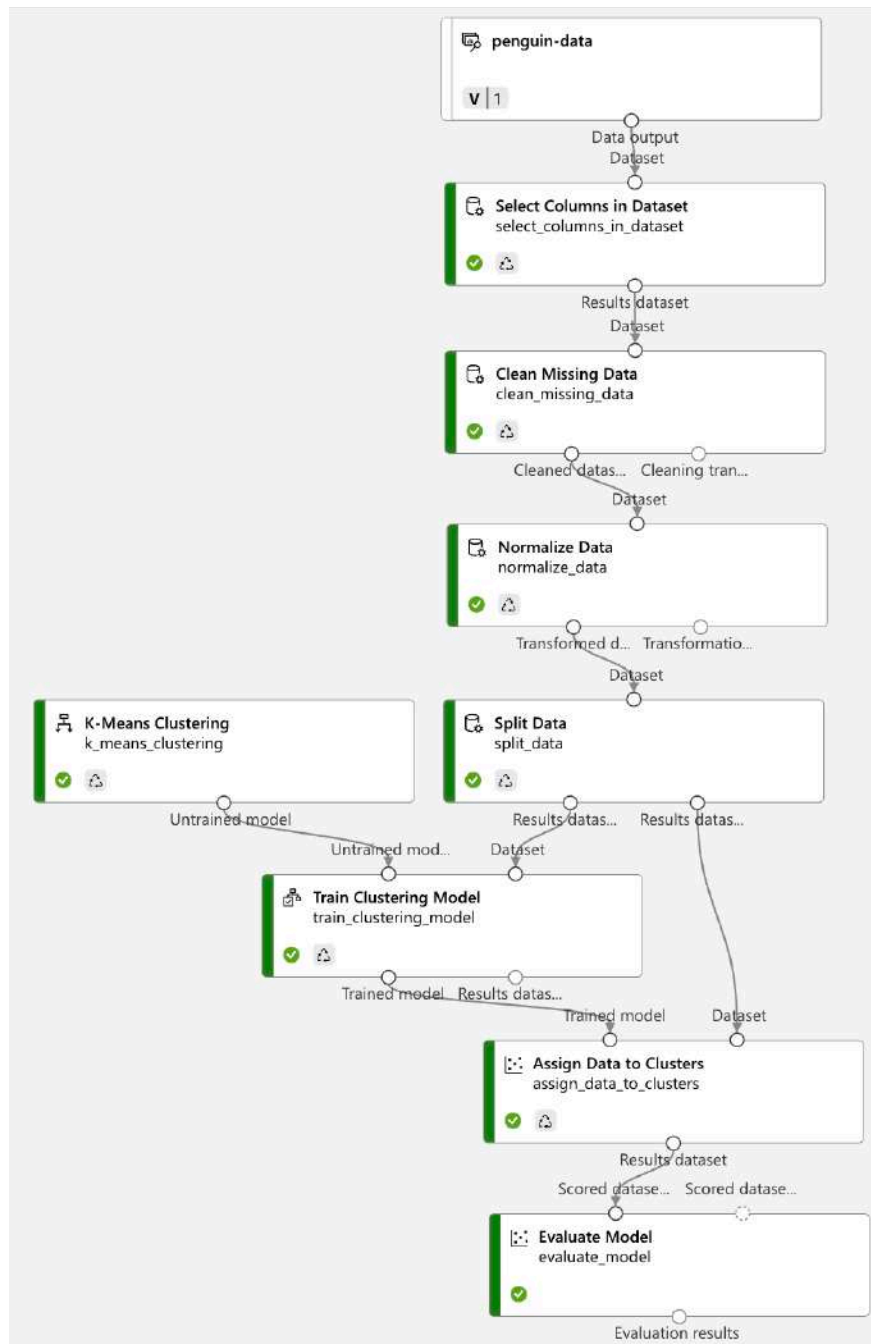 penguin-data
V 1
Data output
Dataset
Select Columns in Dataset
select_columns_in_dataset
Results dataset
Dataset
Clean Missing Data
clean_missing_data
Cleaned datas... Cleaning tran...
Dataset
Normalize Data
normalize_data
Transformed d... Transformatio...
Dataset
K-Means Clustering
k_means_clustering
Split Data
split_data
Untrained model
Results datas... Results datas...
Untrained mod... Dataset
Train Clustering Model
train_clustering_model
Trained model Results datas...
Trained model Dataset
Assign Data to Clusters
assign_data_to_clusters
Results dataset
Scored datase... Scored datase...
Evaluate Model
evaluate_model
Evaluation results